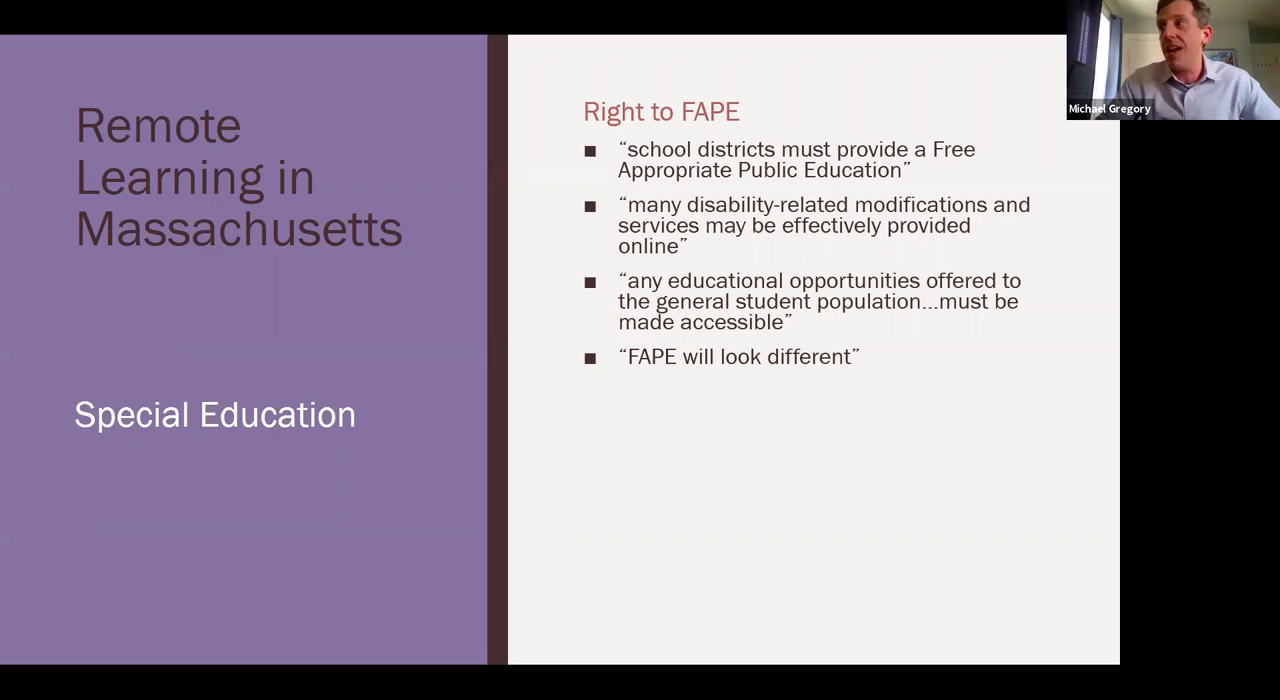 Remote
Learning in
Massachusetts
Special Education
Right to FAPE
■ “school districts must provide a Free
Appropriate Public Education”
■ “many disability-related modifications and
services may be effectively provided
online”
■ “any educational opportunities offered to
the general student population...must be
made accessible”
■ “FAPE will look different”
Michael Gregory